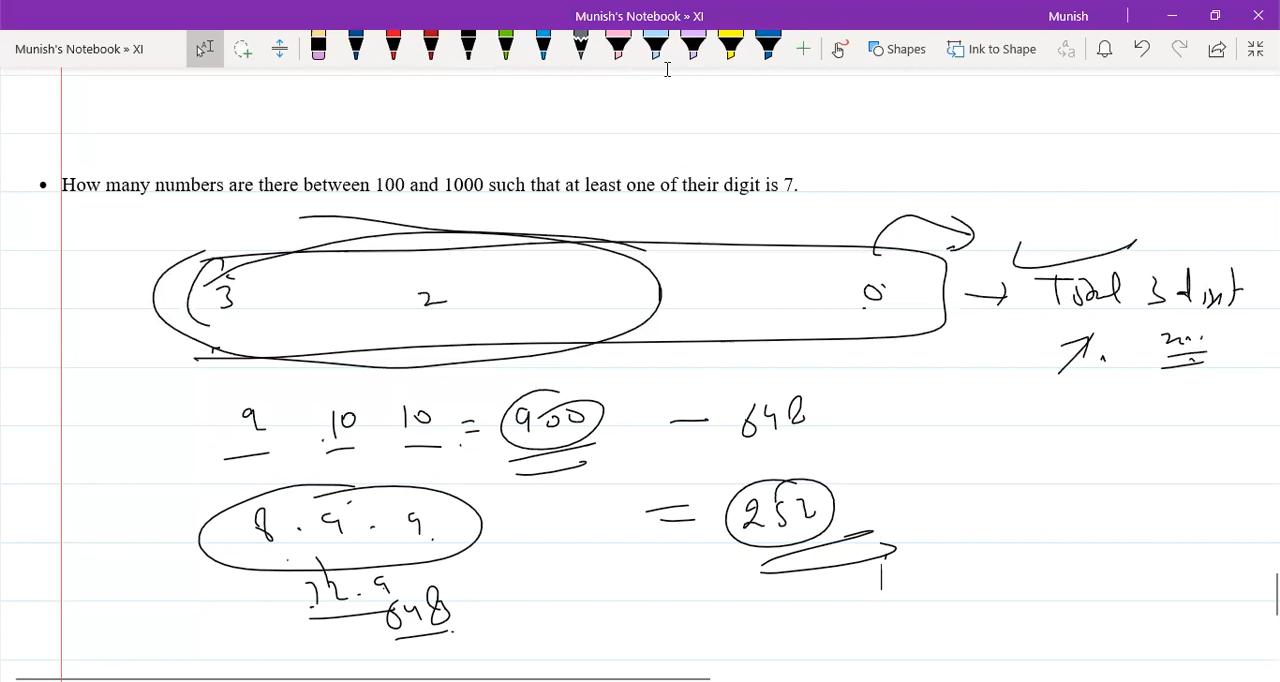 Munish's Notebook » XI
Munish
Munish's Notebook » XI
Shapes
Ink to Shape
• How many numbers are there between 100 and 1000 such that at least one of their digit is 7.
3 2 0 → Total 3 digit
9 10 10 = 900 — 648
8 . 9 . 9 = 252
72 . 9
648